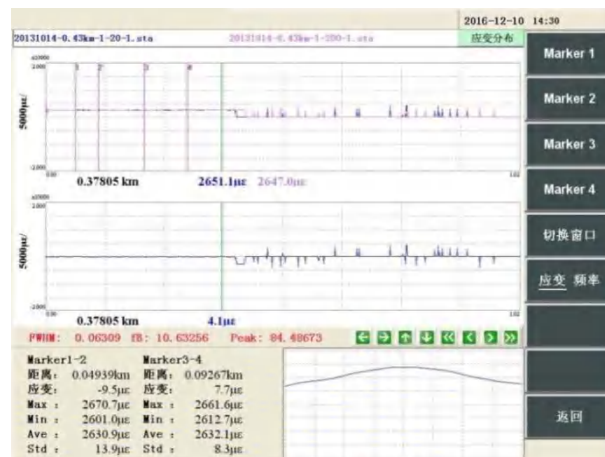 2016-12-10 14:30
20131014-0.43km-1-20-1.sta 20131014-0.43km-1-200-1.sta 应变分布
Marker 1
Marker 2
Marker 3
Marker 4
切换窗口
应变 频率
返回
5000με/
0.37805 km 2651.1με 2647.0με
5000με/
0.37805 km 4.1με
FWHM: 0.06309 fB: 10.63256 Peak: 84.48673
Marker1-2 Marker3-4
距离: 0.04939km 距离: 0.09267km
应变: -9.5με 应变: 7.7με
Max : 2670.7με Max : 2661.6με
Min : 2601.0με Min : 2612.7με
Ave : 2630.9με Ave : 2632.1με
Std : 13.9με Std : 8.3με